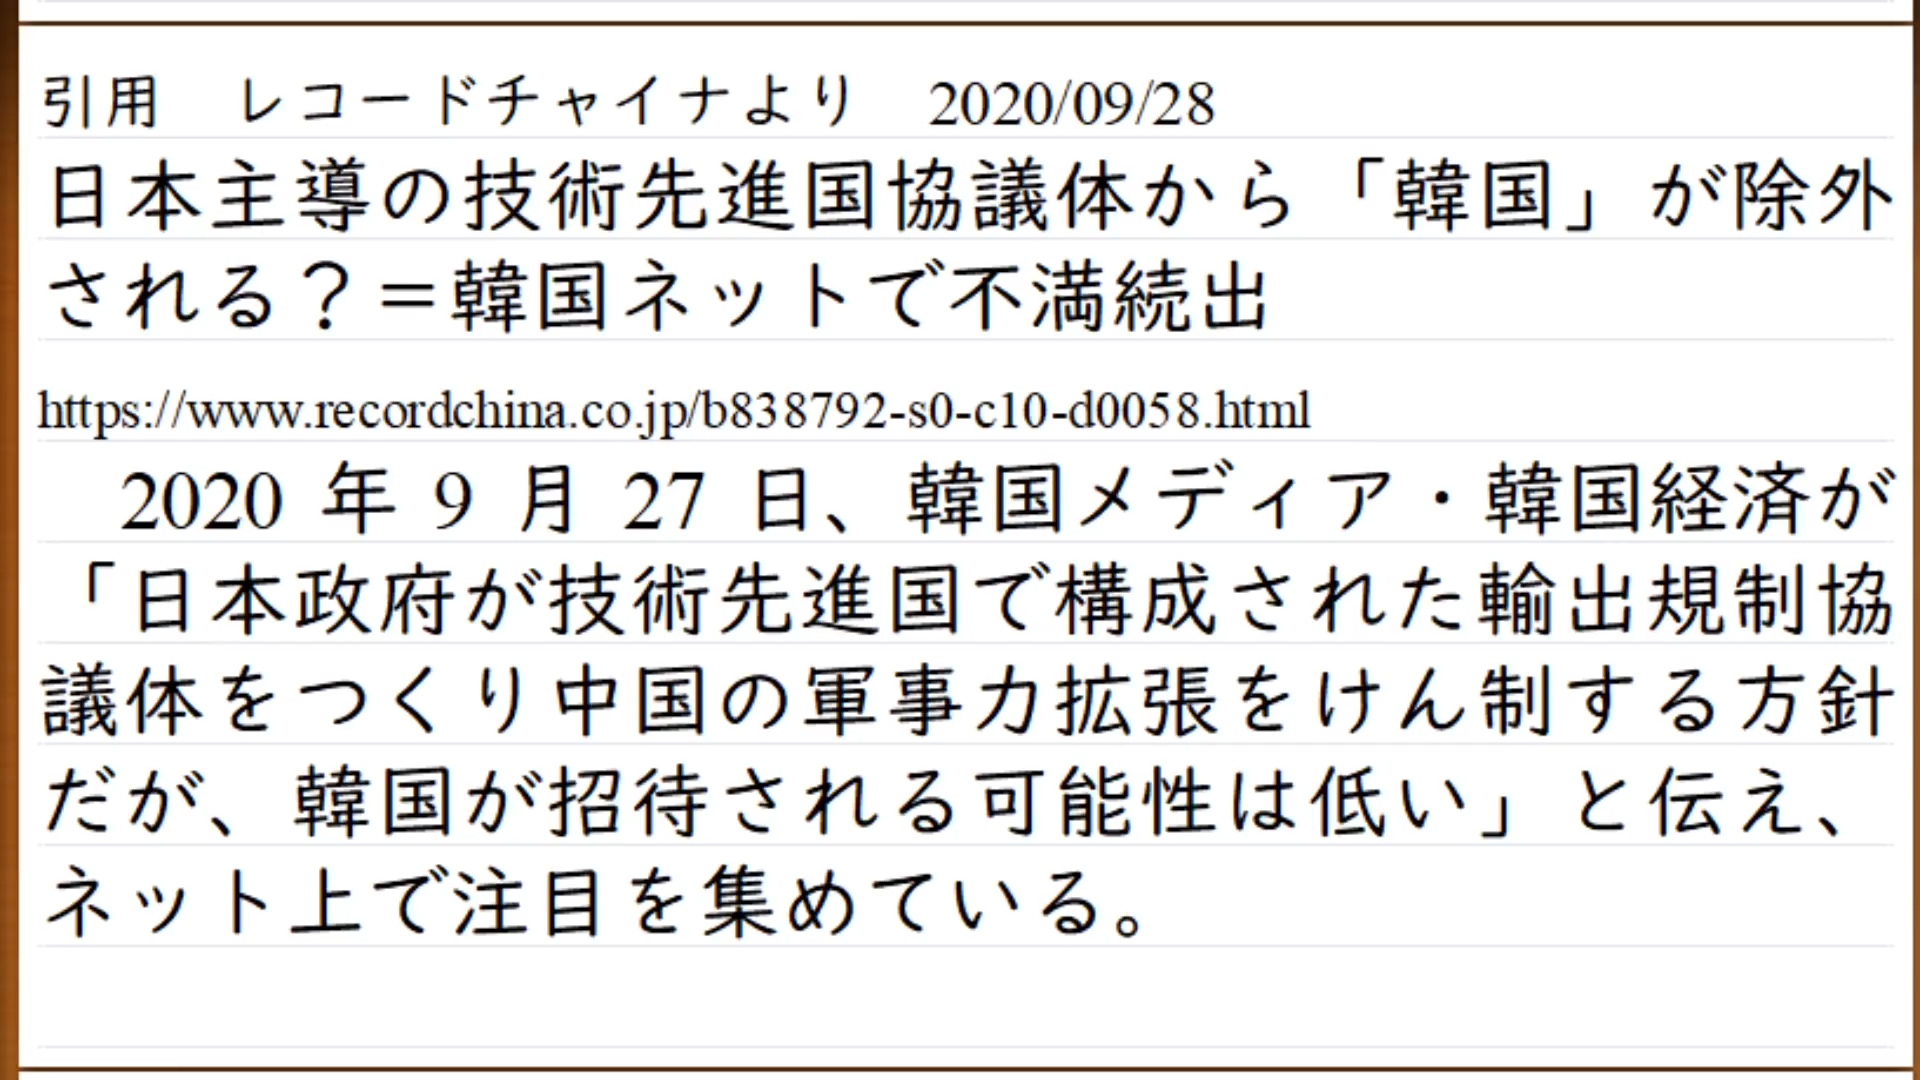 引用　レコードチャイナより　2020/09/28
日本主導の技術先進国協議体から「韓国」が除外
される？＝韓国ネットで不満続出
https://www.recordchina.co.jp/b838792-s0-c10-d0058.html
　2020 年 9 月 27 日、韓国メディア・韓国経済が
「日本政府が技術先進国で構成された輸出規制協
議体をつくり中国の軍事力拡張をけん制する方針
だが、韓国が招待される可能性は低い」と伝え、
ネット上で注目を集めている。